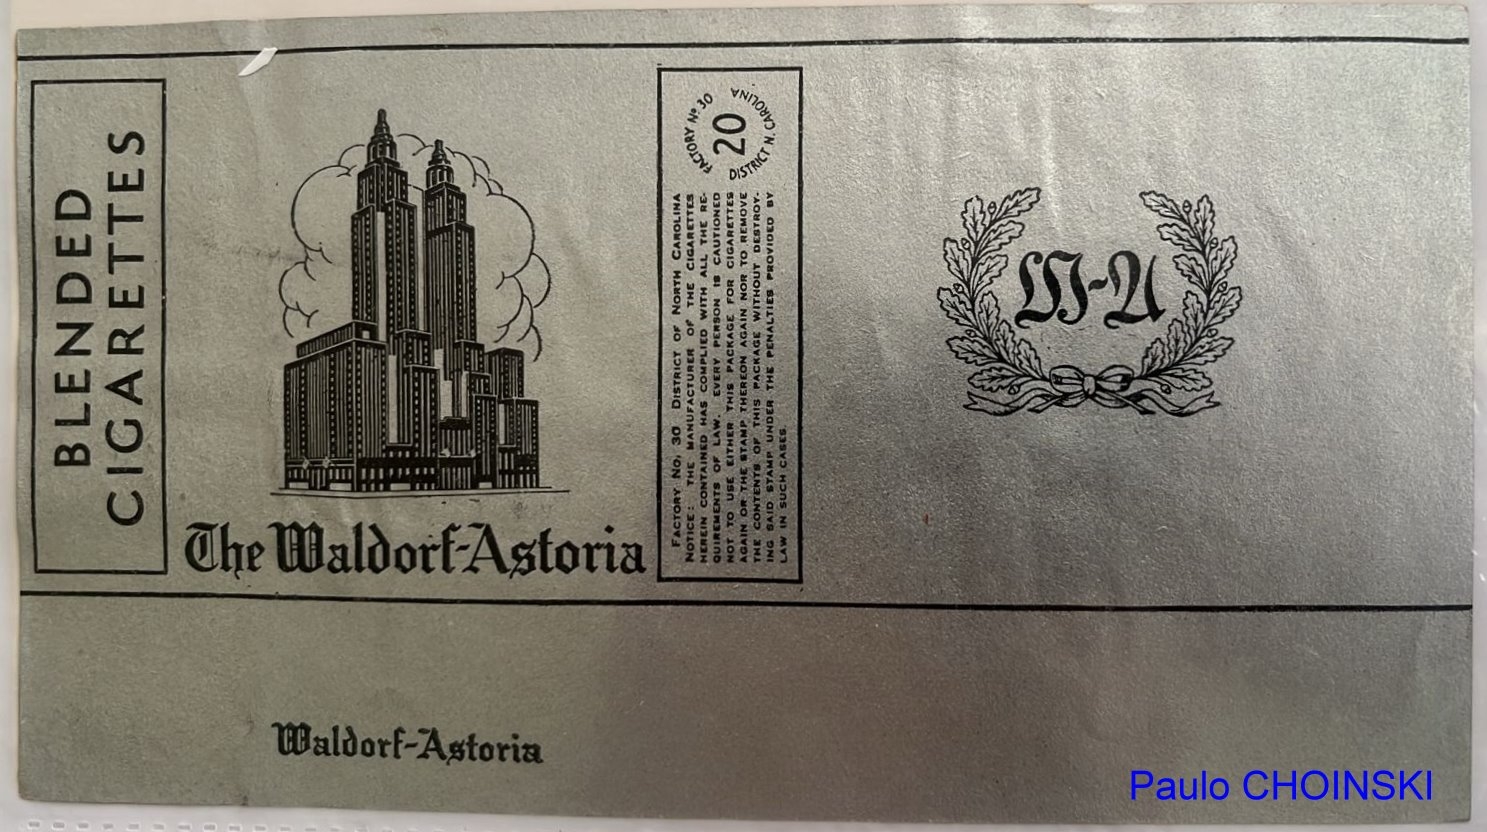 BLENDED
CIGARETTES
The Waldorf-Astoria
FACTORY Nº 30
DISTRICT N. CAROLINA
20
FACTORY NO, 30 DISTRICT OF NORTH CAROLINA
NOTICE: THE MANUFACTURER OF THE CIGARETTES
HEREIN CONTAINED HAS COMPLIED WITH ALL THE RE-
QUIREMENTS OF LAW. EVERY PERSON IS CAUTIONED
NOT TO USE EITHER THIS PACKAGE FOR CIGARETTES
AGAIN OR THE STAMP THEREON AGAIN NOR TO REMOVE
THE CONTENTS OF THIS PACKAGE WITHOUT DESTROY-
ING SAID STAMP UNDER THE PENALTIES PROVIDED BY
LAW IN SUCH CASES.
W-A
Waldorf-Astoria
Paulo CHOINSKI